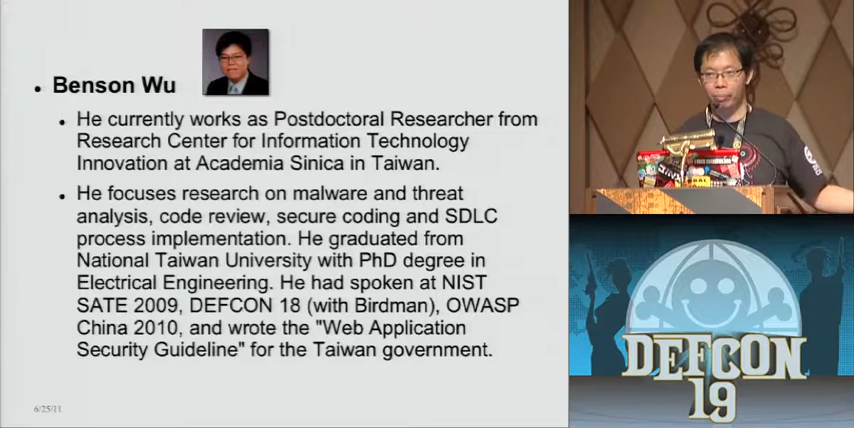 Benson Wu
He currently works as Postdoctoral Researcher from
Research Center for Information Technology
Innovation at Academia Sinica in Taiwan.
He focuses research on malware and threat
analysis, code review, secure coding and SDLC
process implementation. He graduated from
National Taiwan University with PhD degree in
Electrical Engineering. He had spoken at NIST
SATE 2009, DEFCON 18 (with Birdman), OWASP
China 2010, and wrote the "Web Application
Security Guideline" for the Taiwan government.
6/25/11
DEFCON
19